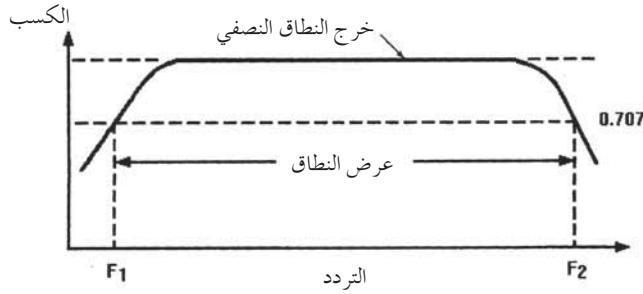 الكسب
خرج النطاق النصفي
0.707
عرض النطاق
F1
التردد
F2